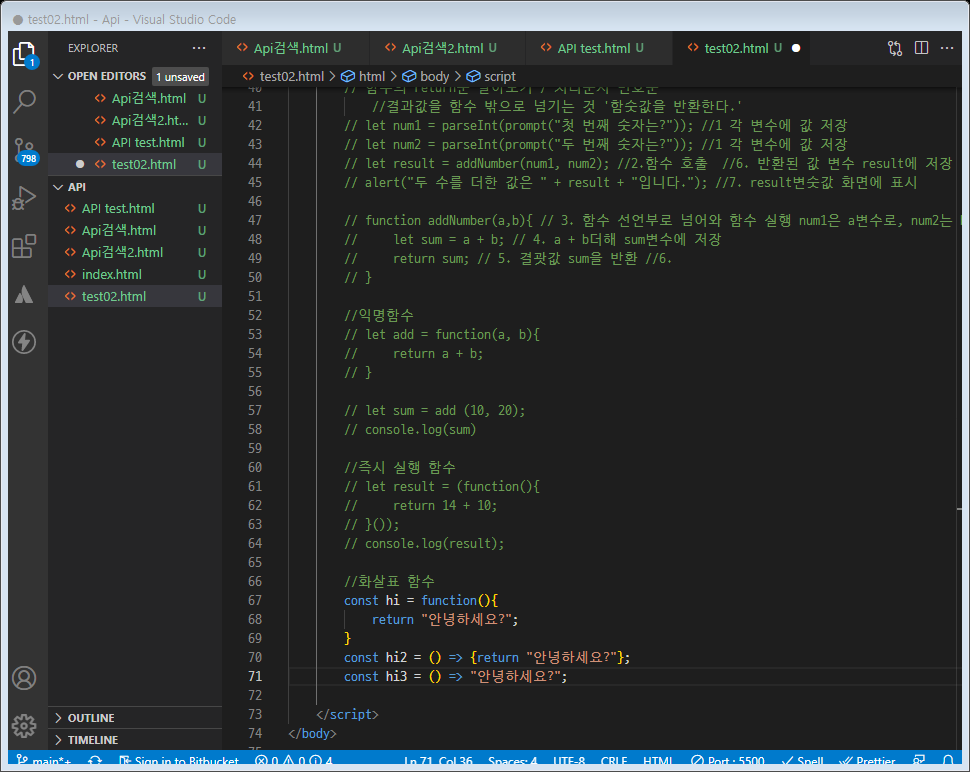 test02.html - Api - Visual Studio Code
EXPLORER
Api검색.html U
Api검색2.html U
API test.html U
test02.html U
OPEN EDITORS 1 unsaved
test02.html > html > body > script
Api검색.html U
Api검색2.ht... U
API test.html U
test02.html U
API
API test.html U
Api검색.html U
Api검색2.html U
index.html U
test02.html U
OUTLINE
TIMELINE
1
798
41 //결과값을 함수 밖으로 넘기는 것 '함숫값을 반환한다.'
42 // let num1 = parseInt(prompt("첫 번째 숫자는?")); //1 각 변수에 값 저장
43 // let num2 = parseInt(prompt("두 번째 숫자는?")); //1 각 변수에 값 저장
44 // let result = addNumber(num1, num2); //2.함수 호출  //6. 반환된 값 변수 result에 저장
45 // alert("두 수를 더한 값은 " + result + "입니다."); //7. result변숫값 화면에 표시
46
47 // function addNumber(a,b){ // 3. 함수 선언부로 넘어와 함수 실행 num1은 a변수로, num2는
48 //     let sum = a + b; // 4. a + b더해 sum변수에 저장
49 //     return sum; // 5. 결괏값 sum을 반환 //6.
50 // }
51
52 //익명함수
53 // let add = function(a, b){
54 //     return a + b;
55 // }
56
57 // let sum = add (10, 20);
58 // console.log(sum)
59
60 //즉시 실행 함수
61 // let result = (function(){
62 //     return 14 + 10;
63 // }());
64 // console.log(result);
65
66 //화살표 함수
67 const hi = function(){
68     return "안녕하세요?";
69 }
70 const hi2 = () => {return "안녕하세요?"};
71 const hi3 = () => "안녕하세요?";
72
73 </script>
74 </body>
main*+ Sign in to Bitbucket 0 0 4 Ln 71, Col 36 Spaces: 4 UTF-8 CRLF HTML Port : 5500 Spell Prettier